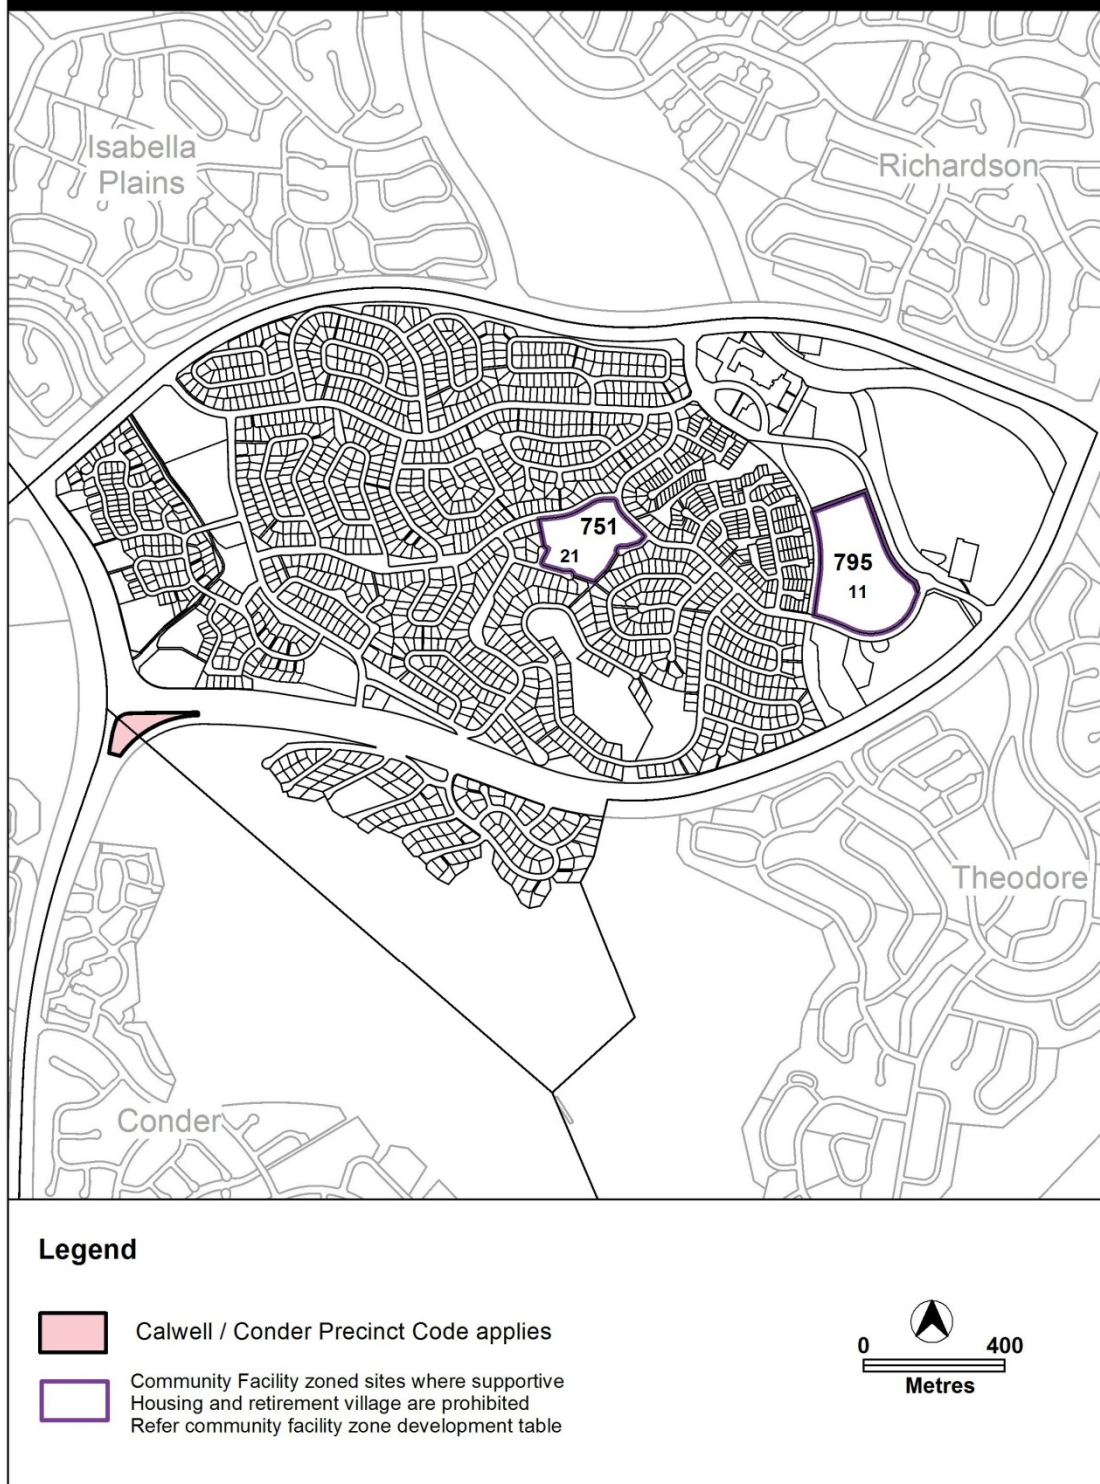 Isabella
Plains
Richardson
751
21
795
11
Theodore
Conder
Legend
Calwell / Conder Precinct Code applies
Community Facility zoned sites where supportive
Housing and retirement village are prohibited
Refer community facility zone development table
0 400
Metres